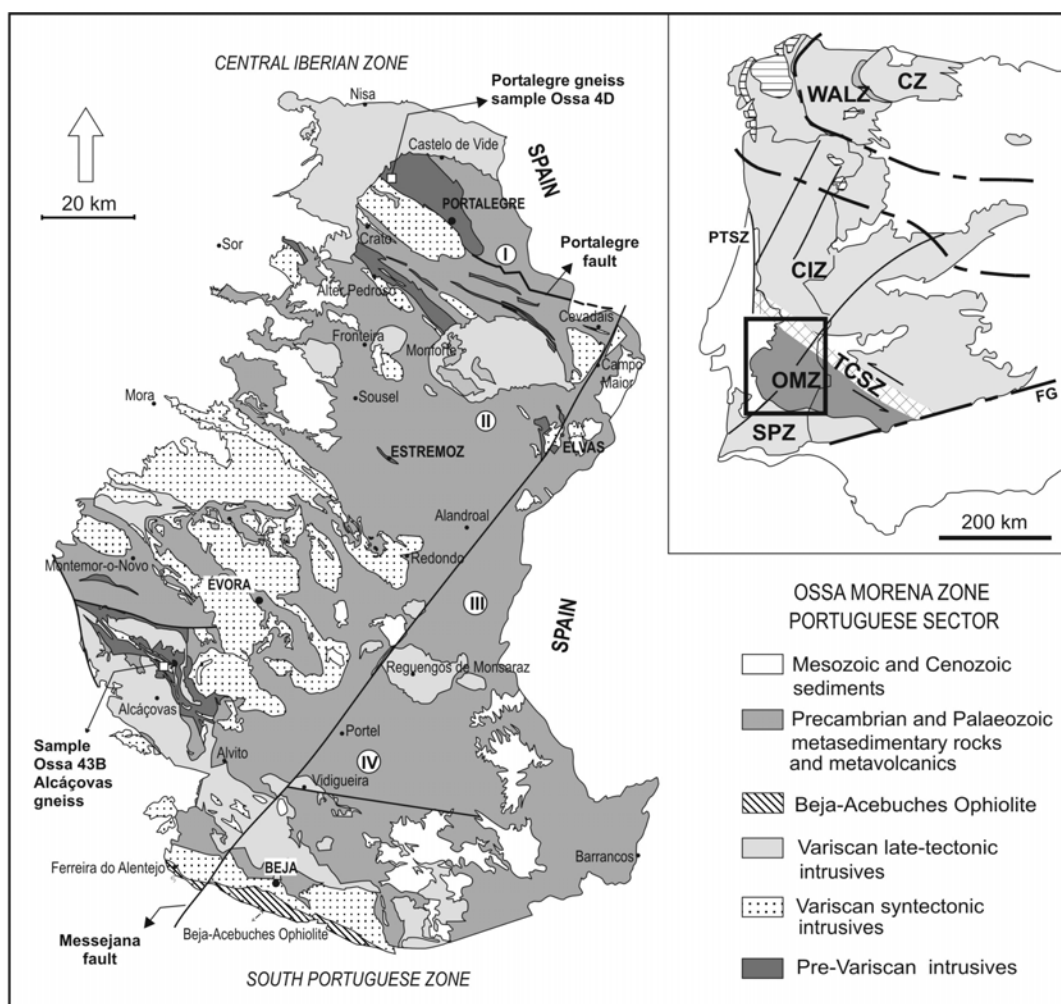 CENTRAL IBERIAN ZONE
Portalegre gneiss
sample Ossa 4D
Nisa
Castelo de Vide
SPAIN
20 km
PORTALEGRE
Crato
Sor
I
Portalegre
fault
Alter Pedroso
Cevadais
Fronteira
Monforte
Campo
Maior
Mora
Sousel
II
ESTREMOZ
ELVAS
Alandroal
Redondo
Montemor-o-Novo
ÉVORA
III
SPAIN
Reguengos de Monsaraz
Alcáçovas
Portel
Sample
Ossa 43B
Alcáçovas
gneiss
Alvito
IV
Vidigueira
Ferreira do Alentejo
BEJA
Barrancos
Messejana
fault
Beja-Acebuches Ophiolite
SOUTH PORTUGUESE ZONE
WALZ
CZ
PTSZ
CIZ
TCSZ
OMZ
FG
SPZ
200 km
OSSA MORENA ZONE
PORTUGUESE SECTOR
Mesozoic and Cenozoic
sediments
Precambrian and Palaeozoic
metasedimentary rocks
and metavolcanics
Beja-Acebuches Ophiolite
Variscan late-tectonic
intrusives
Variscan syntectonic
intrusives
Pre-Variscan intrusives